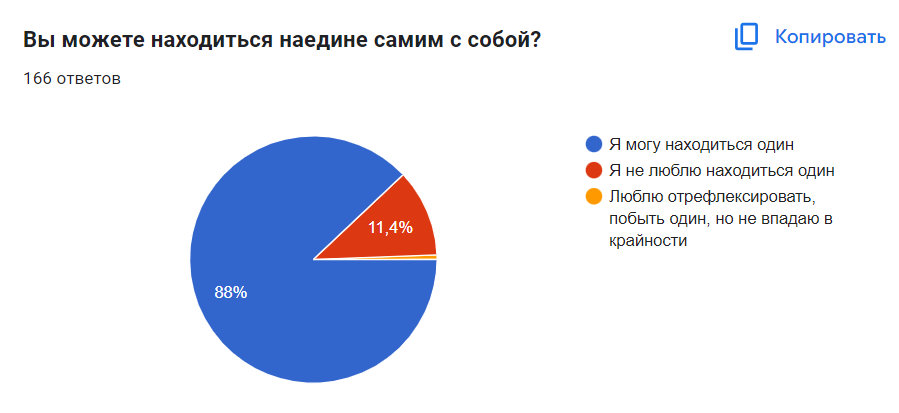 Вы можете находиться наедине самим с собой?
Копировать
166 ответов
Я могу находиться один
Я не люблю находиться один
Люблю отрефлексировать,
побыть один, но не впадаю в
крайности
11,4%
88%